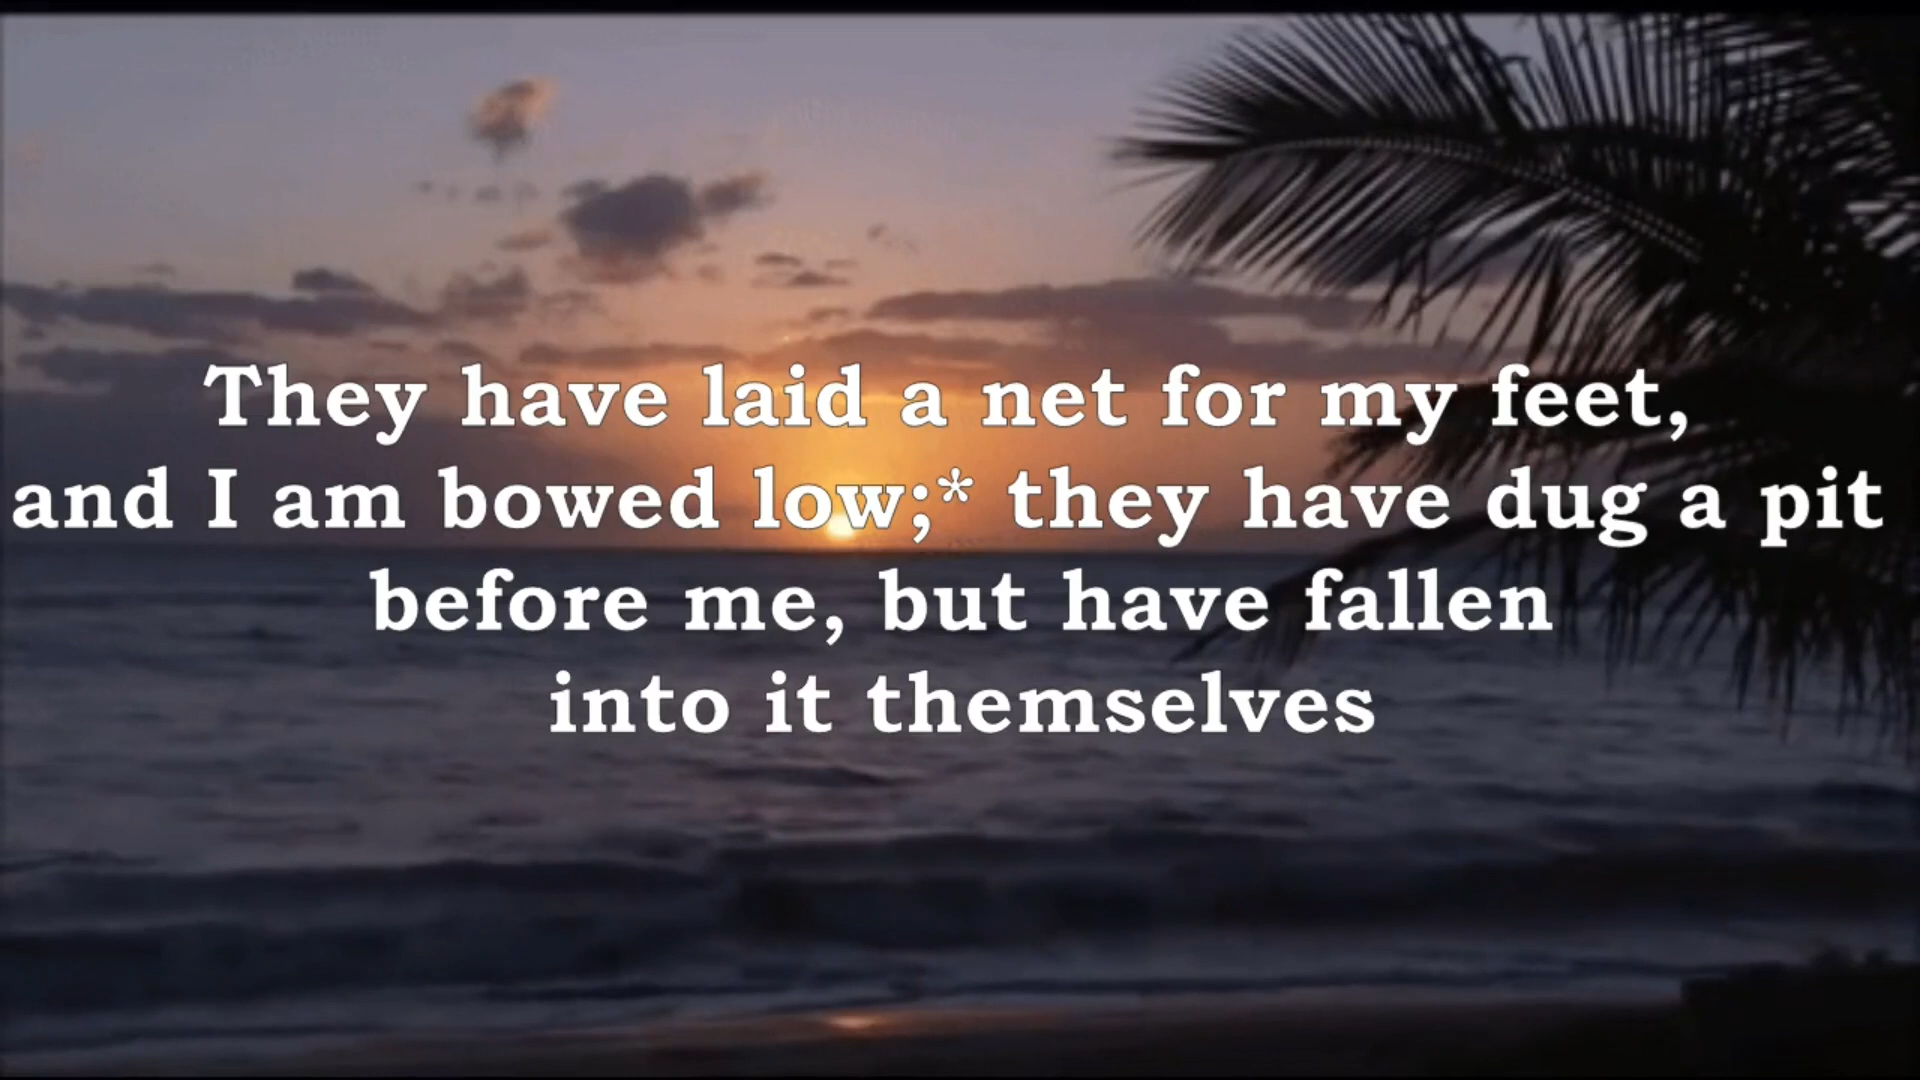 They have laid a net for my feet,
and I am bowed low;* they have dug a pit
before me, but have fallen
into it themselves